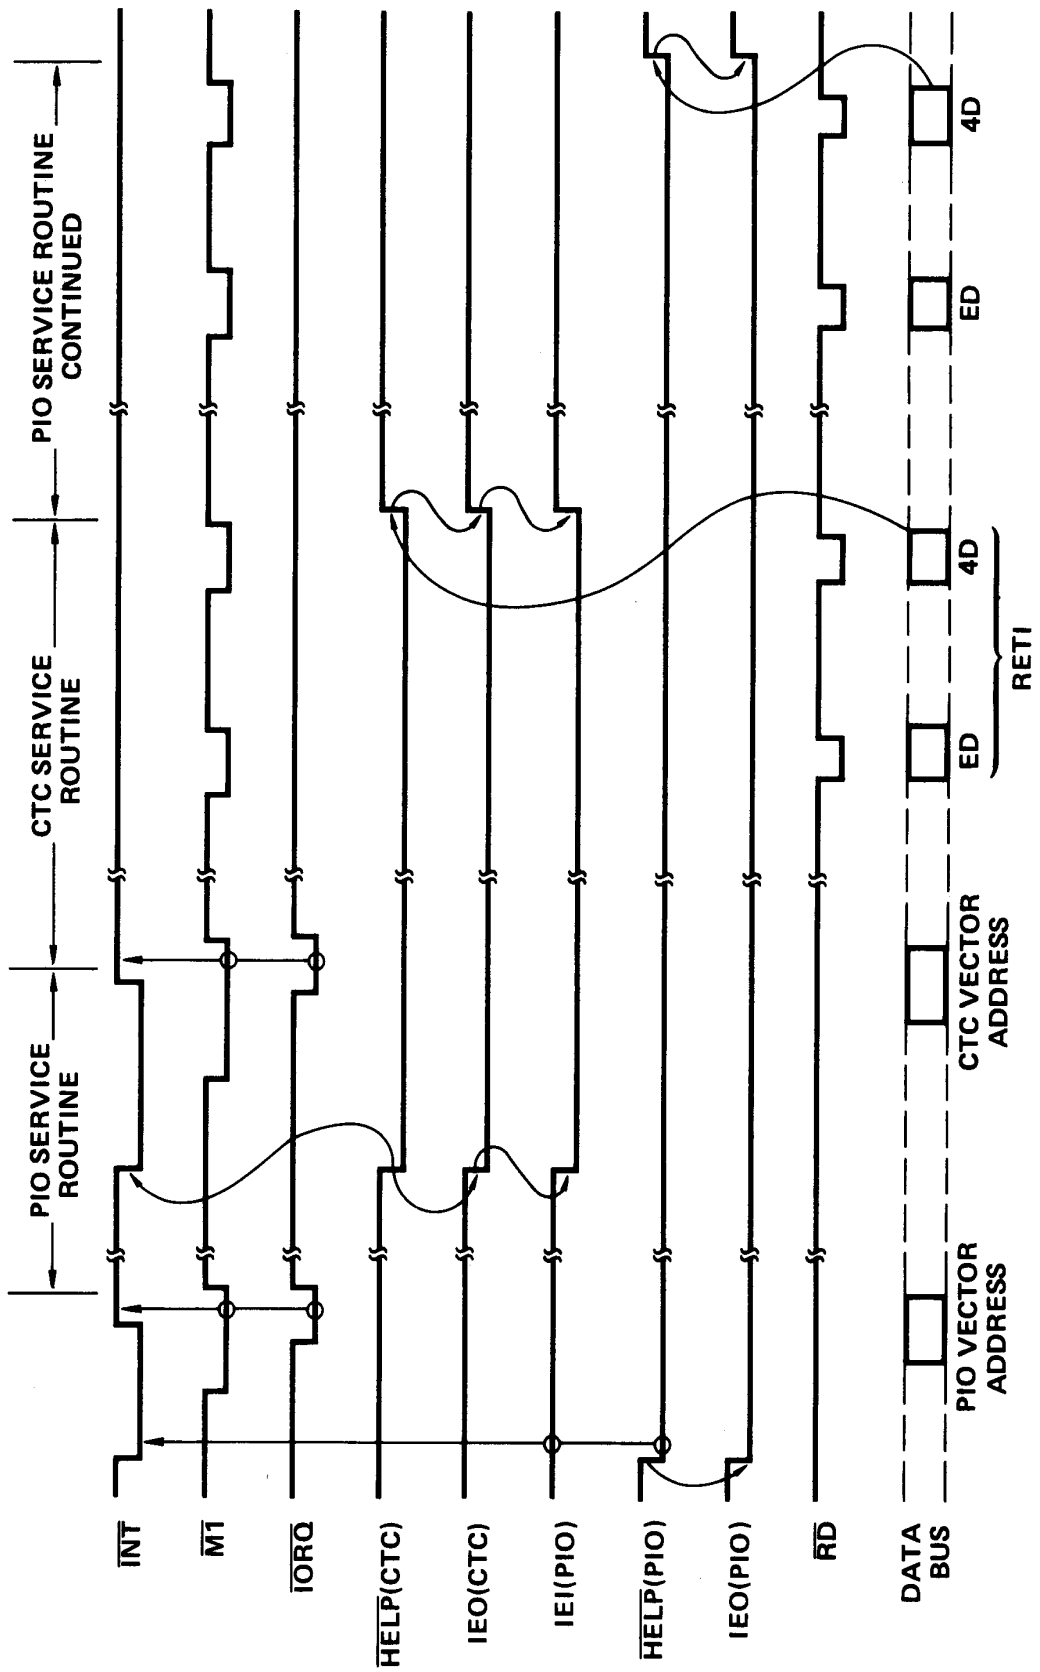 PIO SERVICE
ROUTINE
CTC SERVICE
ROUTINE
PIO SERVICE ROUTINE
CONTINUED
INT
M1
IORQ
HELP(CTC)
IEO(CTC)
IEI(PIO)
HELP(PIO)
IEO(PIO)
RD
DATA
BUS
PIO VECTOR
ADDRESS
CTC VECTOR
ADDRESS
ED
4D
RETI
ED
4D